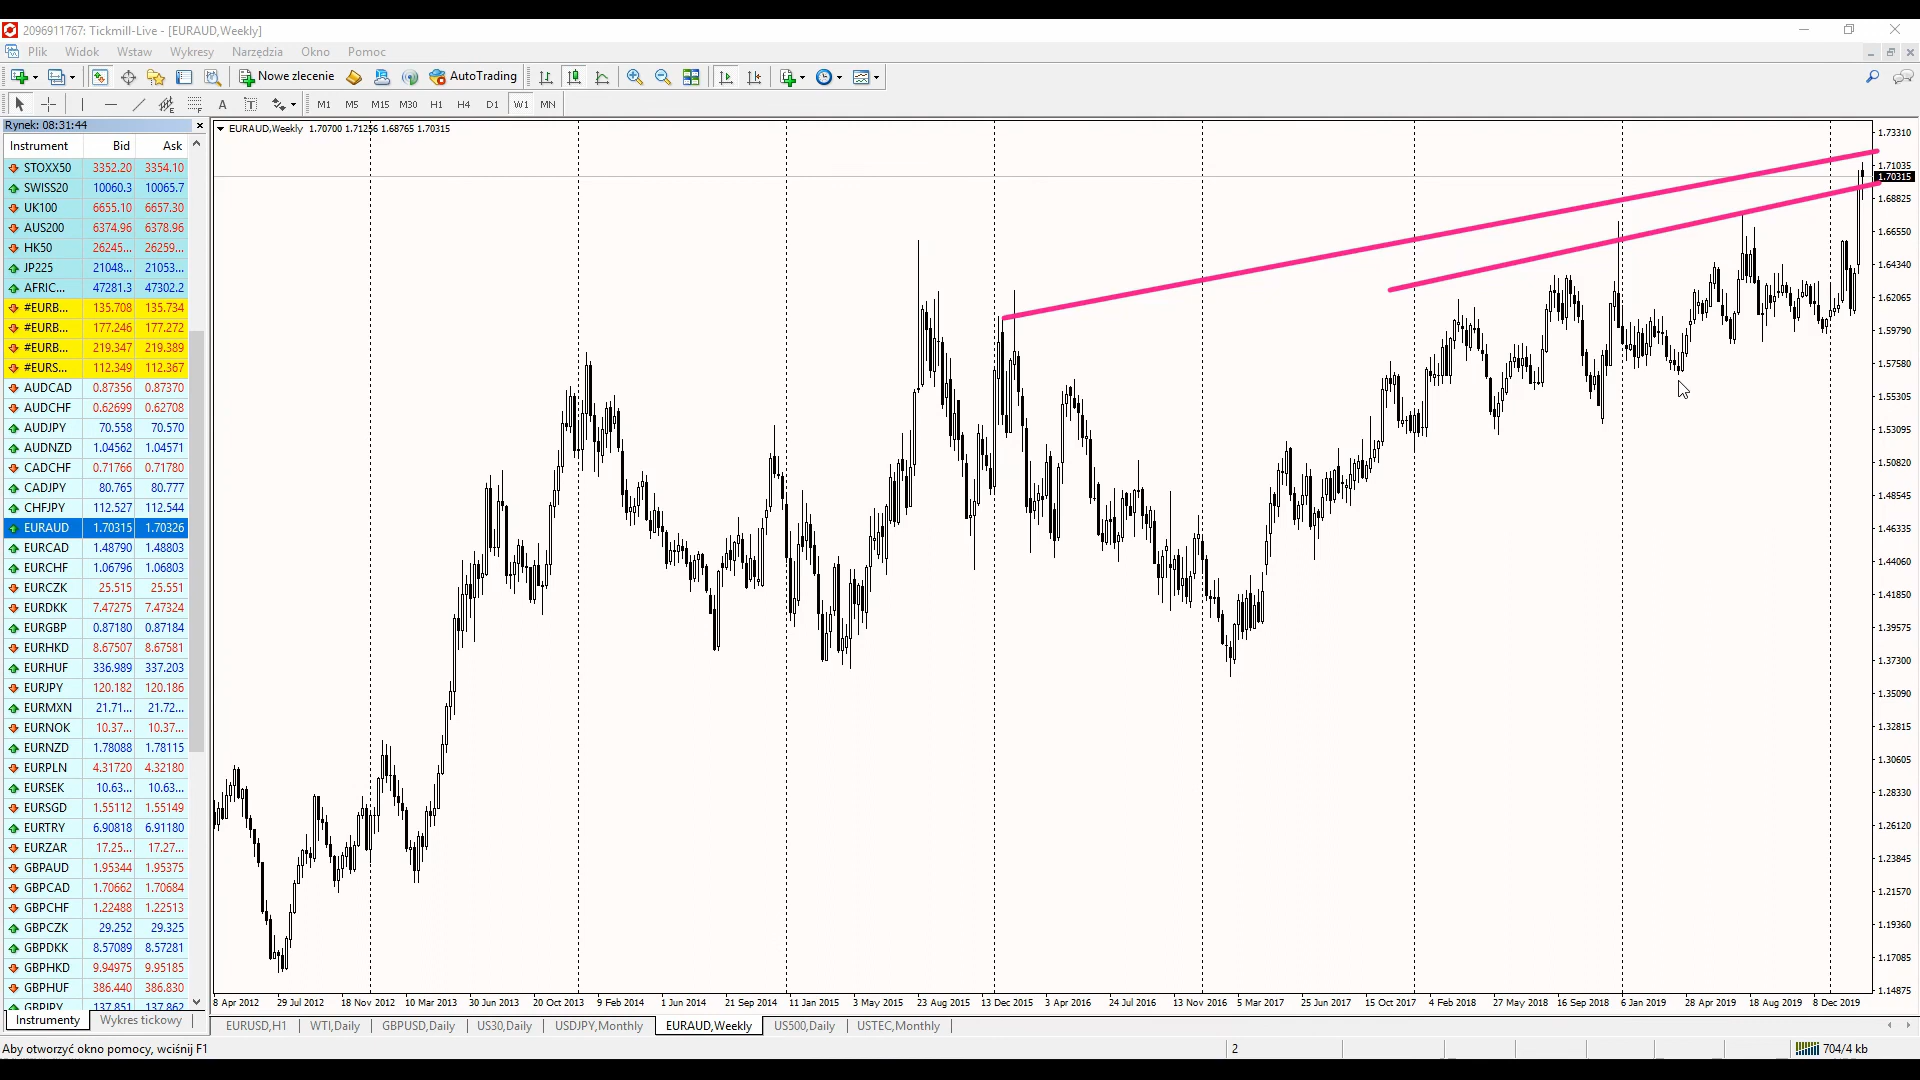 2096911767: Tickmill-Live - [EURAUD,Weekly]
Plik Widok Wstaw Wykresy Narzędzia Okno Pomoc
Nowe zlecenie AutoTrading
A T M1 M5 M15 M30 H1 H4 D1 W1 MN
Rynek: 08:31:44
Instrument Bid Ask
STOXX50 3352.20 3354.10
SWISS20 10060.3 10065.7
UK100 6655.10 6657.30
AUS200 6374.96 6378.96
HK50 26245... 26259...
JP225 21048... 21053...
AFRIC... 47281.3 47302.2
#EURB... 135.708 135.734
#EURB... 177.246 177.272
#EURB... 219.347 219.389
#EURS... 112.349 112.367
AUDCAD 0.87356 0.87370
AUDCHF 0.62699 0.62708
AUDJPY 70.558 70.570
AUDNZD 1.04562 1.04571
CADCHF 0.71766 0.71780
CADJPY 80.765 80.777
CHFJPY 112.527 112.544
EURAUD 1.70315 1.70326
EURCAD 1.48790 1.48803
EURCHF 1.06796 1.06803
EURCZK 25.515 25.551
EURDKK 7.47275 7.47324
EURGBP 0.87180 0.87184
EURHKD 8.67507 8.67581
EURHUF 336.989 337.203
EURJPY 120.182 120.186
EURMXN 21.71... 21.72...
EURNOK 10.37... 10.37...
EURNZD 1.78088 1.78115
EURPLN 4.31720 4.32180
EURSEK 10.63... 10.63...
EURSGD 1.55112 1.55149
EURTRY 6.90818 6.91180
EURZAR 17.25... 17.27...
GBPAUD 1.95344 1.95375
GBPCAD 1.70662 1.70684
GBPCHF 1.22488 1.22513
GBPCZK 29.252 29.325
GBPDKK 8.57089 8.57281
GBPHKD 9.94975 9.95185
GBPHUF 386.440 386.830
GBPJPY 137.851 137.862
Instrumenty Wykres tickowy
EURAUD,Weekly 1.70700 1.71256 1.68765 1.70315
1.73310
1.71035
1.70315
1.68825
1.66550
1.64340
1.62065
1.59790
1.57580
1.55305
1.53095
1.50820
1.48545
1.46335
1.44060
1.41850
1.39575
1.37300
1.35090
1.32815
1.30605
1.28330
1.26120
1.23845
1.21570
1.19360
1.17085
1.14875
8 Apr 2012 29 Jul 2012 18 Nov 2012 10 Mar 2013 30 Jun 2013 20 Oct 2013 9 Feb 2014 1 Jun 2014 21 Sep 2014 11 Jan 2015 3 May 2015 23 Aug 2015 13 Dec 2015 3 Apr 2016 24 Jul 2016 13 Nov 2016 5 Mar 2017 25 Jun 2017 15 Oct 2017 4 Feb 2018 27 May 2018 16 Sep 2018 6 Jan 2019 28 Apr 2019 18 Aug 2019 8 Dec 2019
EURUSD,H1 WTI,Daily GBPUSD,Daily US30,Daily USDJPY,Monthly EURAUD,Weekly US500,Daily USTEC,Monthly
Aby otworzyć okno pomocy, wciśnij F1 2 704/4 kb